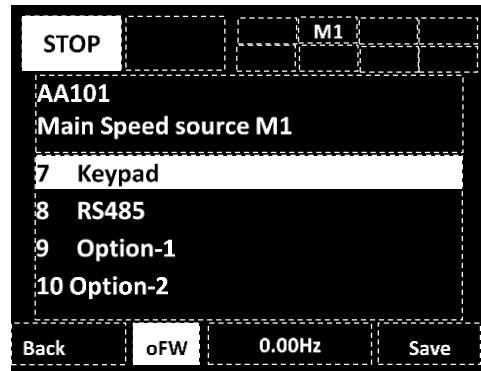 STOP M1
AA101
Main Speed source M1
7 Keypad
8 RS485
9 Option-1
10 Option-2
Back oFW 0.00Hz Save